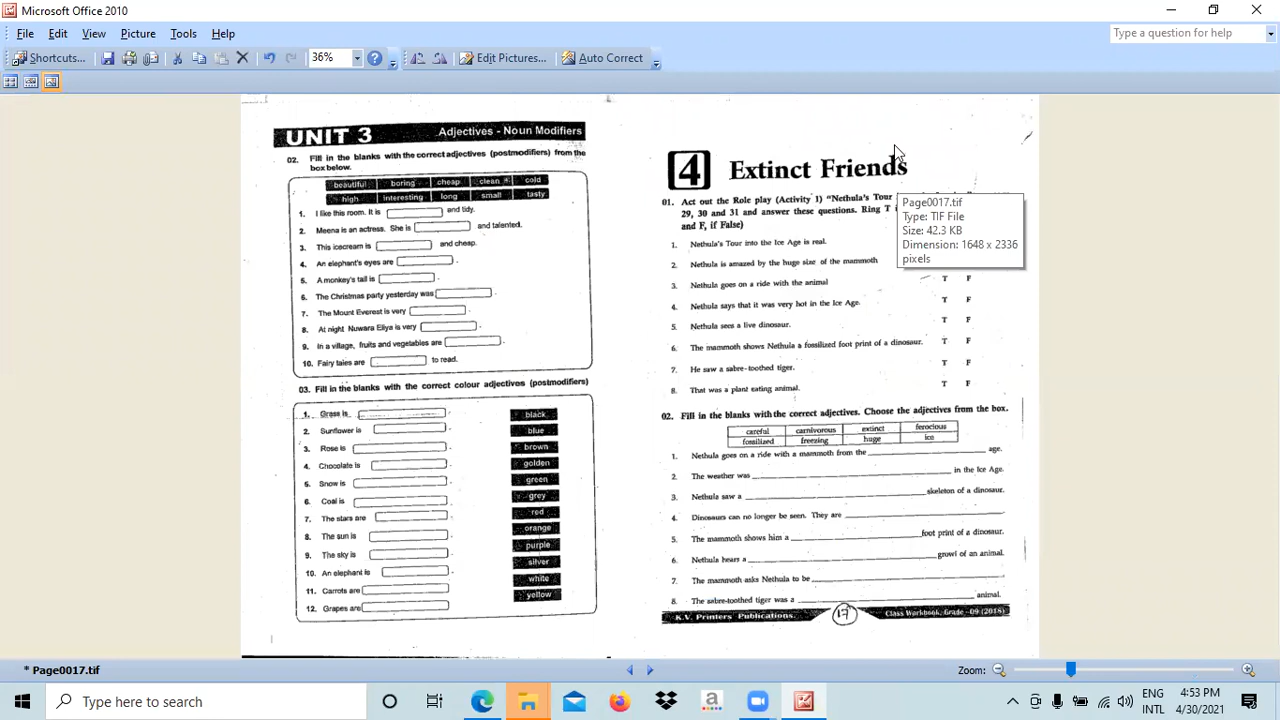 Microsoft Office 2010
File Edit View Picture Tools Help
Type a question for help
Shortcuts... 36% Edit Pictures... Auto Correct
UNIT 3 Adjectives - Noun Modifiers
02. Fill in the blanks with the correct adjectives (postmodifiers) from the
box below.
beautiful boring cheap clean cold
high interesting long small tasty
1. I like this room. It is and tidy.
2. Meena is an actress. She is and talented.
3. This icecream is and cheap.
4. An elephant's eyes are .
5. A monkey's tail is .
6. The Christmas party yesterday was .
7. The Mount Everest is very .
8. At night Nuwara Eliya is very .
9. In a village, fruits and vegetables are .
10. Fairy tales are to read.
03. Fill in the blanks with the correct colour adjectives (postmodifiers)
1. Grass is .
2. Sunflower is .
3. Rose is .
4. Chocolate is .
5. Snow is .
6. Coal is .
7. The stars are .
8. The sun is .
9. The sky is .
10. An elephant is .
11. Carrots are .
12. Grapes are
black
blue
brown
golden
green
grey
red
orange
purple
silver
white
yellow
4 Extinct Friends
01. Act out the Role play (Activity 1) "Nethula's Tour
29, 30 and 31 and answer these questions. Ring T
and F, if False)
1. Nethula's Tour into the Ice Age is real.
2. Nethula is amazed by the huge size of the mammoth
3. Nethula goes on a ride with the animal T F
4. Nethula says that it was very hot in the Ice Age. T F
5. Nethula sees a live dinosaur. T F
6. The mammoth shows Nethula a fossilized foot print of a dinosaur. T F
7. He saw a sabre-toothed tiger. T F
8. That was a plant eating animal. T F
Page0017.tif
Type: TIF File
Size: 42.3 KB
Dimension: 1648 x 2336
pixels
02. Fill in the blanks with the correct adjectives. Choose the adjectives from the box.
careful carnivorous extinct ferocious
fossilized freezing huge ice
1. Nethula goes on a ride with a mammoth from the age.
2. The weather was in the Ice Age.
3. Nethula saw a skeleton of a dinosaur.
4. Dinosaurs can no longer be seen. They are .
5. The mammoth shows him a foot print of a dinosaur.
6. Nethula hears a growl of an animal.
7. The mammoth asks Nethula to be .
8. The sabre-toothed tiger was a animal.
K.V. Printers Publications. 17 Class Workbook, Grade -09 (2018)
* Page0017.tif
Zoom:
Type here to search
ENG 4:53 PM
INTL 4/30/2021